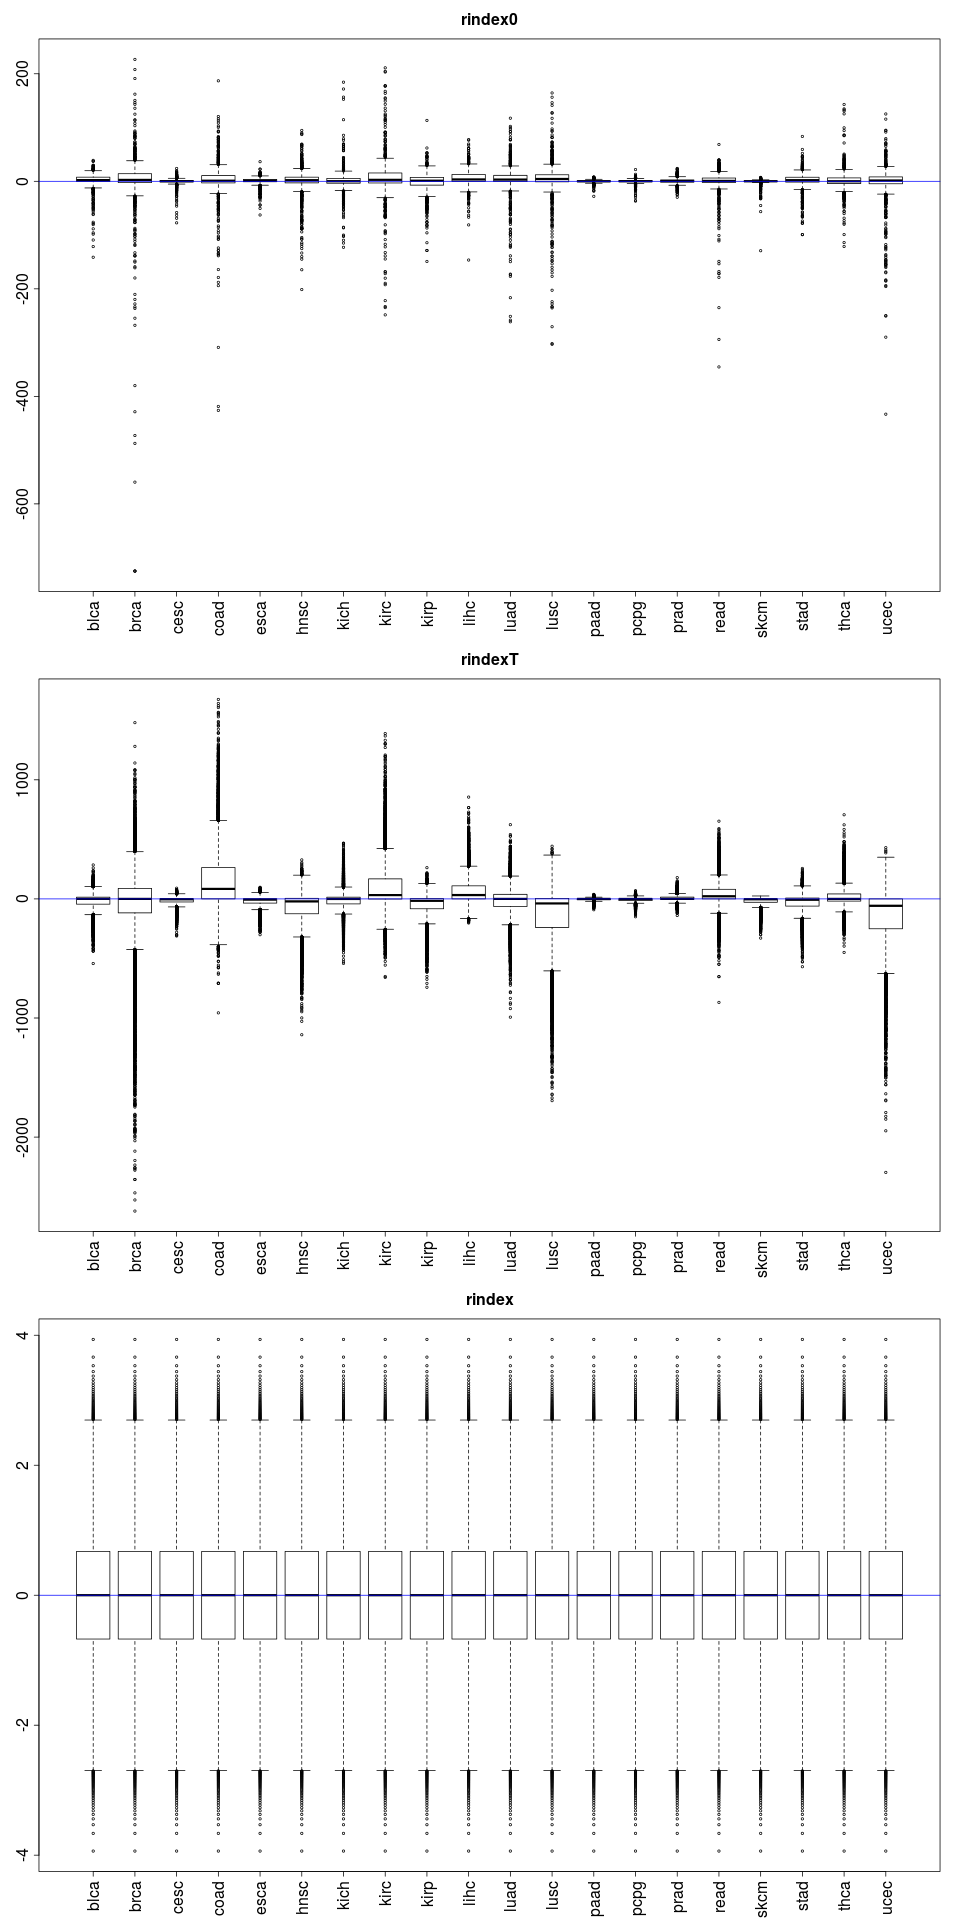 rindex0
200
0
-200
-400
-600
blca brca cesc coad esca hnsc kich kirc kirp lihc luad lusc paad pcpg prad read skcm stad thca ucec
rindexT
1000
0
-1000
-2000
blca brca cesc coad esca hnsc kich kirc kirp lihc luad lusc paad pcpg prad read skcm stad thca ucec
rindex
4
2
0
-2
-4
blca brca cesc coad esca hnsc kich kirc kirp lihc luad lusc paad pcpg prad read skcm stad thca ucec